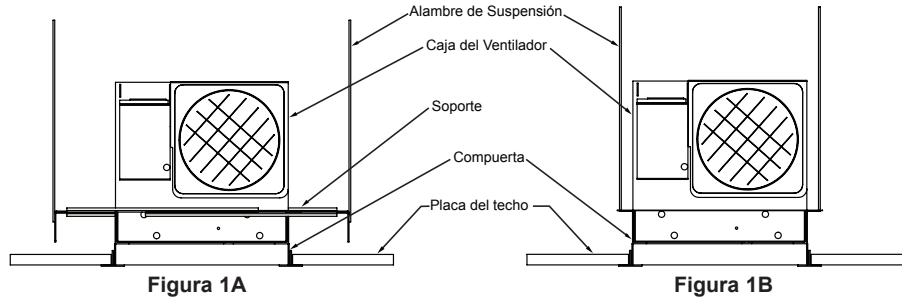 Alambre de Suspensión
Caja del Ventilador
Soporte
Compuerta
Placa del techo
Figura 1A
Figura 1B